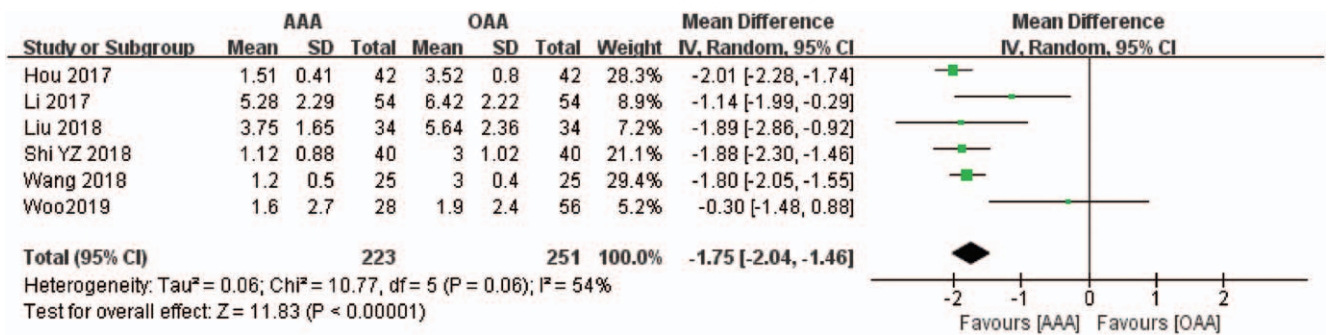 AAA OAA Mean Difference Mean Difference
Study or Subgroup Mean SD Total Mean SD Total Weight IV, Random, 95% CI IV, Random, 95% CI
Hou 2017 1.51 0.41 42 3.52 0.8 42 28.3% -2.01 [-2.28, -1.74]
Li 2017 5.28 2.29 54 6.42 2.22 54 8.9% -1.14 [-1.99, -0.29]
Liu 2018 3.75 1.65 34 5.64 2.36 34 7.2% -1.89 [-2.86, -0.92]
Shi YZ 2018 1.12 0.88 40 3 1.02 40 21.1% -1.88 [-2.30, -1.46]
Wang 2018 1.2 0.5 25 3 0.4 25 29.4% -1.80 [-2.05, -1.55]
Woo2019 1.6 2.7 28 1.9 2.4 56 5.2% -0.30 [-1.48, 0.88]
Total (95% CI) 223 251 100.0% -1.75 [-2.04, -1.46]
Heterogeneity: Tau² = 0.06; Chi² = 10.77, df = 5 (P = 0.06); I² = 54%
Test for overall effect: Z = 11.83 (P < 0.00001)
-2 -1 0 1 2
Favours [AAA] Favours [OAA]